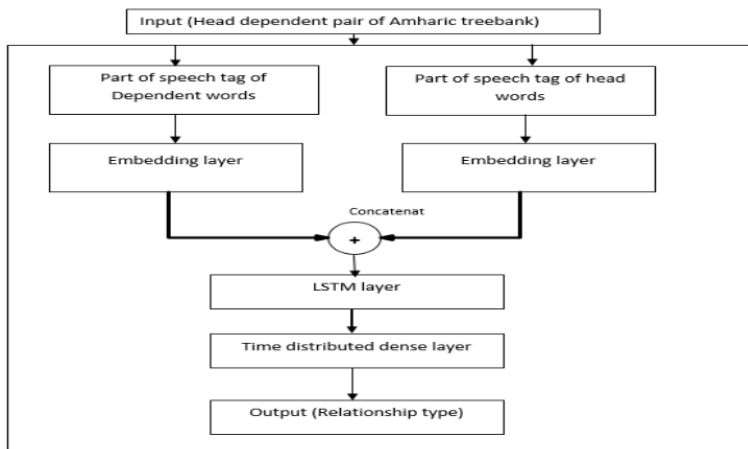 Input (Head dependent pair of Amharic treebank)
Part of speech tag of
Dependent words
Part of speech tag of head
words
Embedding layer
Embedding layer
Concatenat
+
LSTM layer
Time distributed dense layer
Output (Relationship type)